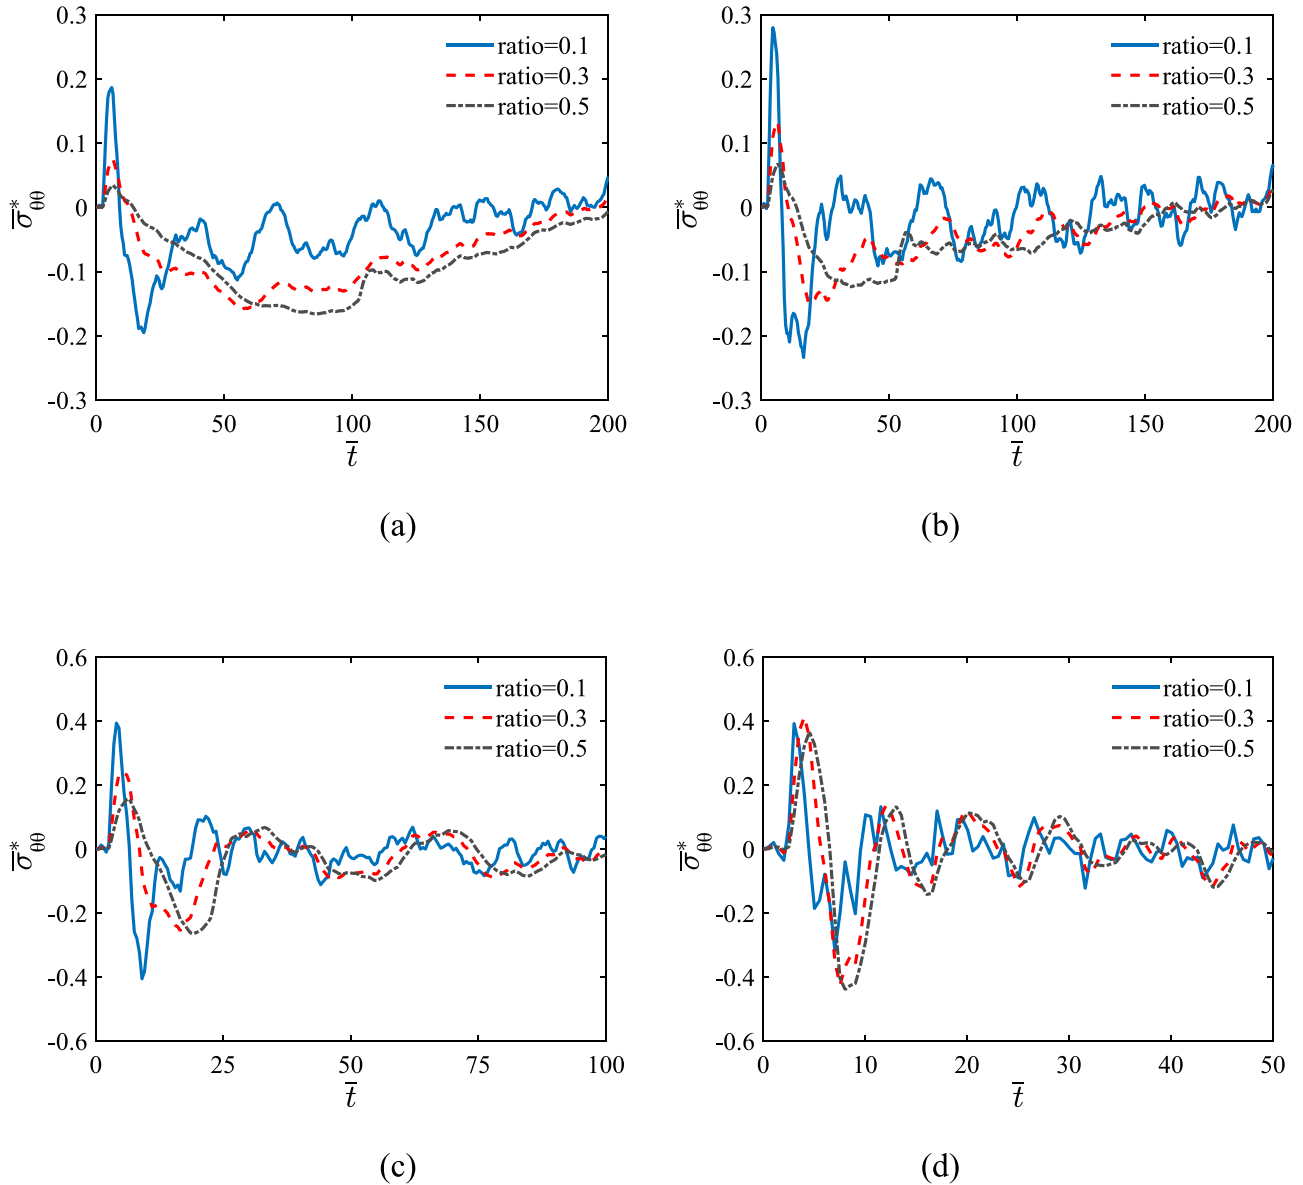 0.3
0.2
0.1
0
-0.1
-0.2
-0.3
0 50 100 150 200
σ̅*θθ
t̅
ratio=0.1
ratio=0.3
ratio=0.5
(a)
0.3
0.2
0.1
0
-0.1
-0.2
-0.3
0 50 100 150 200
σ̅*θθ
t̅
ratio=0.1
ratio=0.3
ratio=0.5
(b)
0.6
0.4
0.2
0
-0.2
-0.4
-0.6
0 25 50 75 100
σ̅*θθ
t̅
ratio=0.1
ratio=0.3
ratio=0.5
(c)
0.6
0.4
0.2
0
-0.2
-0.4
-0.6
0 10 20 30 40 50
σ̅*θθ
t̅
ratio=0.1
ratio=0.3
ratio=0.5
(d)